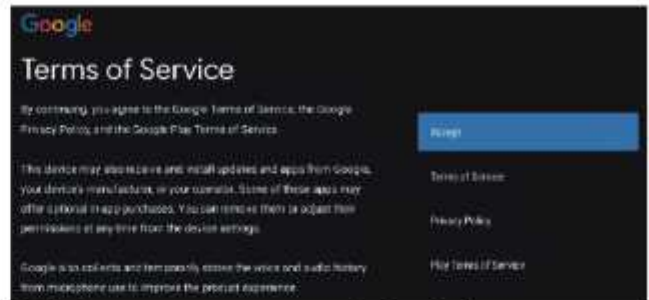 Google
Terms of Service
By continuing, you agree to the Google Terms of Service, the Google
Privacy Policy, and the Google Play Terms of Service.
This device may also receive and install updates and apps from Google,
your device's manufacturer, or your operator. Some of these apps may
offer optional in-app purchases. You can remove them or adjust their
permissions at any time from the device settings.
Google also collects and temporarily stores the voice and audio history
from microphone use to improve the product experience.
Accept
Terms of Service
Privacy Policy
Play Terms of Service